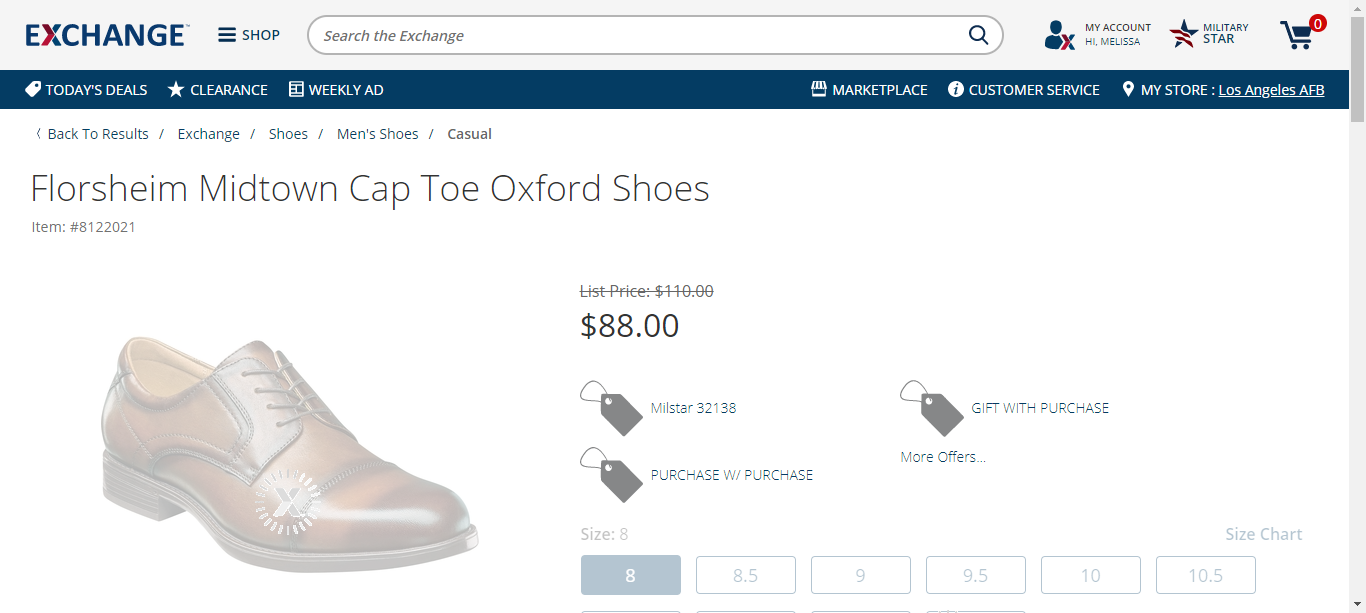 EXCHANGE
SHOP
Search the Exchange
MY ACCOUNT
HI, MELISSA
MILITARY
STAR
0
TODAY'S DEALS
CLEARANCE
WEEKLY AD
MARKETPLACE
CUSTOMER SERVICE
MY STORE : Los Angeles AFB
Back To Results / Exchange / Shoes / Men's Shoes / Casual
Florsheim Midtown Cap Toe Oxford Shoes
Item: #8122021
List Price: $110.00
$88.00
Milstar 32138
GIFT WITH PURCHASE
PURCHASE W/ PURCHASE
More Offers...
Size: 8
Size Chart
8
8.5
9
9.5
10
10.5